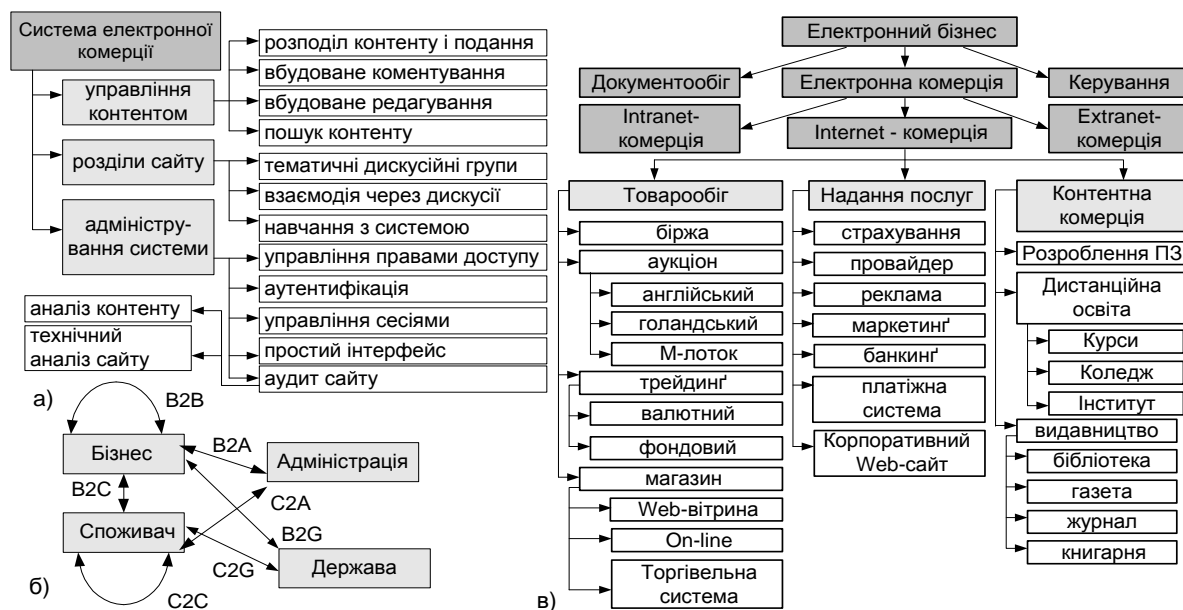 Система електронної
комерції
управління
контентом
розділи сайту
адміністру-
вання системи
розподіл контенту і подання
вбудоване коментування
вбудоване редагування
пошук контенту
тематичні дискусійні групи
взаємодія через дискусії
навчання з системою
управління правами доступу
аутентифікація
управління сесіями
простий інтерфейс
аудит сайту
аналіз контенту
технічний
аналіз сайту
а)
B2B
Бізнес
B2A
Адміністрація
B2C
C2A
Споживач
B2G
C2G
Держава
C2C
б)
Електронний бізнес
Документообіг
Електронна комерція
Керування
Intranet-
комерція
Internet - комерція
Extranet-
комерція
Товарообіг
біржа
аукціон
англійський
голандський
М-лоток
трейдинґ
валютний
фондовий
магазин
Web-вітрина
On-line
Торгівельна
система
Надання послуг
страхування
провайдер
реклама
маркетинґ
банкинґ
платіжна
система
Корпоративний
Web-сайт
Контентна
комерція
Розроблення ПЗ
Дистанційна
освіта
Курси
Коледж
Інститут
видавництво
бібліотека
газета
журнал
книгарня
в)